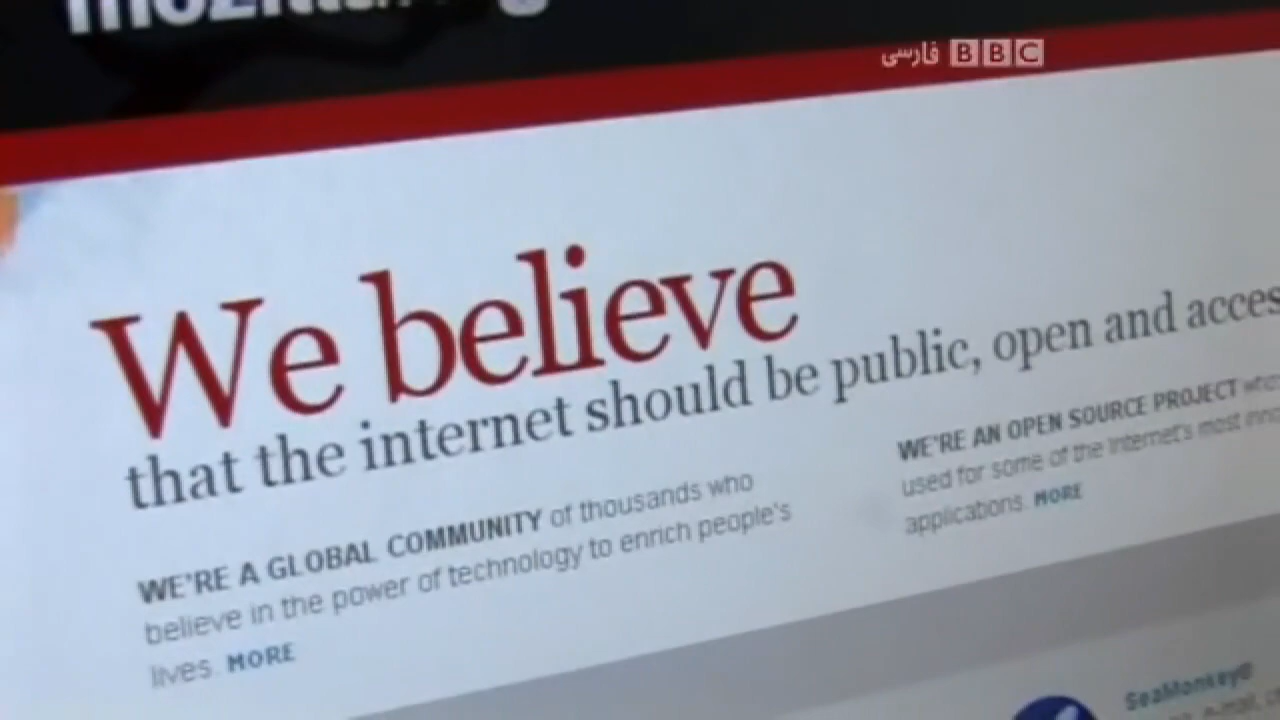 فارسی BBC
We believe
that the internet should be public, open and
WE'RE A GLOBAL COMMUNITY of thousands who
believe in the power of technology to enrich people's
lives. MORE
WE'RE AN OPEN SOURCE PROJECT
used for some of the Internet's most
applications. MORE
SeaMonkey®